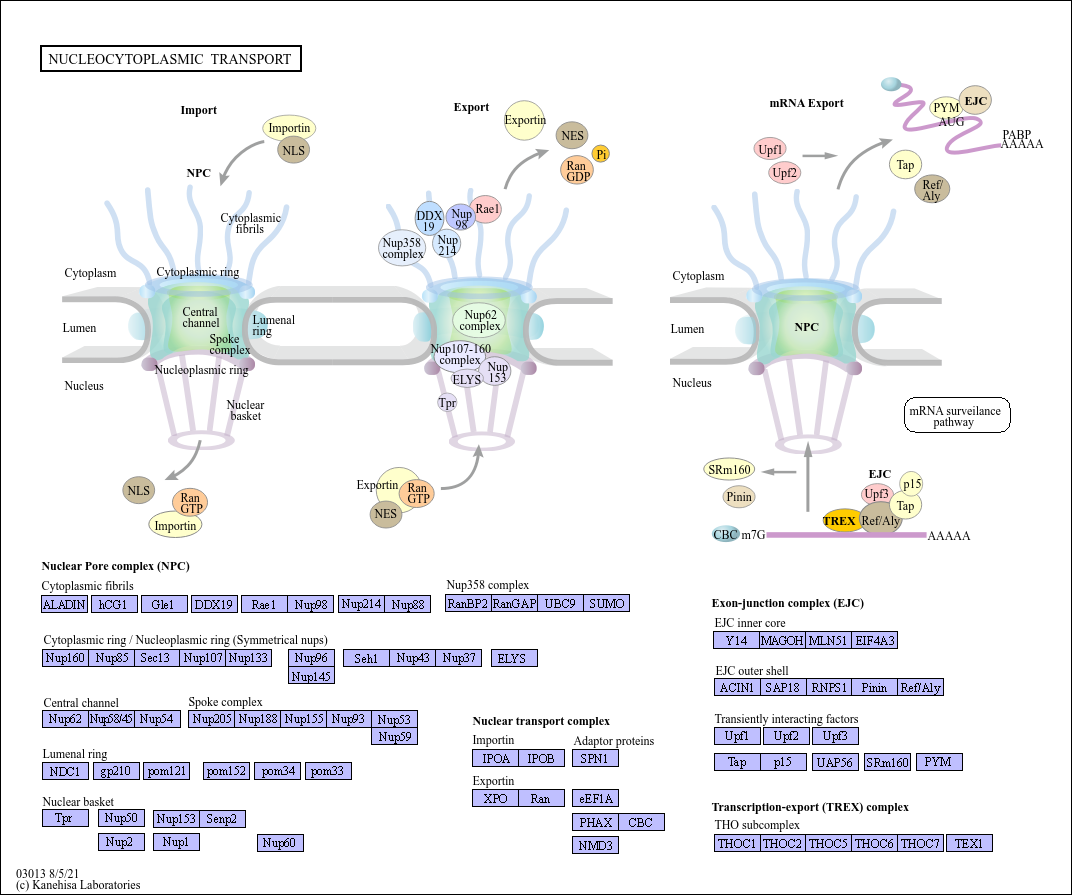 NUCLEOCYTOPLASMIC TRANSPORT
Import
Importin
NLS
NPC
Cytoplasmic
fibrils
Cytoplasm
Cytoplasmic ring
Central
channel
Lumen
Lumenal
ring
Spoke
complex
Nucleoplasmic ring
Nucleus
Nuclear
basket
NLS
Ran
GTP
Importin
Export
Exportin
NES
Pi
Ran
GDP
DDX
19
Nup
98
Rae1
Nup358
complex
Nup
214
Nup62
complex
Nup107-160
complex
ELYS
Nup
153
Tpr
Exportin
Ran
GTP
NES
mRNA Export
PYM
EJC
AUG
PABP
AAAAA
Upf1
Upf2
Tap
Ref/
Aly
Cytoplasm
Lumen
NPC
Nucleus
mRNA surveilance
pathway
SRm160
Pinin
EJC
Upf3
p15
Tap
TREX
Ref/Aly
CBC
m7G
AAAAA
Nuclear Pore complex (NPC)
Cytoplasmic fibrils
ALADIN hCG1 Gle1 DDX19 Rae1 Nup98 Nup214 Nup88
Nup358 complex
RanBP2 RanGAP UBC9 SUMO
Cytoplasmic ring / Nucleoplasmic ring (Symmetrical nups)
Nup160 Nup85 Sec13 Nup107 Nup133 Nup96 Seh1 Nup43 Nup37 ELYS
Nup145
Central channel
Nup62 Nup58/45 Nup54
Spoke complex
Nup205 Nup188 Nup155 Nup93 Nup53
Nup59
Lumenal ring
NDC1 gp210 pom121 pom152 pom34 pom33
Nuclear basket
Tpr Nup50 Nup153 Senp2
Nup2 Nup1 Nup60
Nuclear transport complex
Importin
IPOA IPOB
Adaptor proteins
SPN1
Exportin
XPO Ran eEF1A
PHAX CBC
NMD3
Exon-junction complex (EJC)
EJC inner core
Y14 MAGOH MLN51 EIF4A3
EJC outer shell
ACIN1 SAP18 RNPS1 Pinin Ref/Aly
Transiently interacting factors
Upf1 Upf2 Upf3
Tap p15 UAP56 SRm160 PYM
Transcription-export (TREX) complex
THO subcomplex
THOC1 THOC2 THOC5 THOC6 THOC7 TEX1
03013 8/5/21
(c) Kanehisa Laboratories